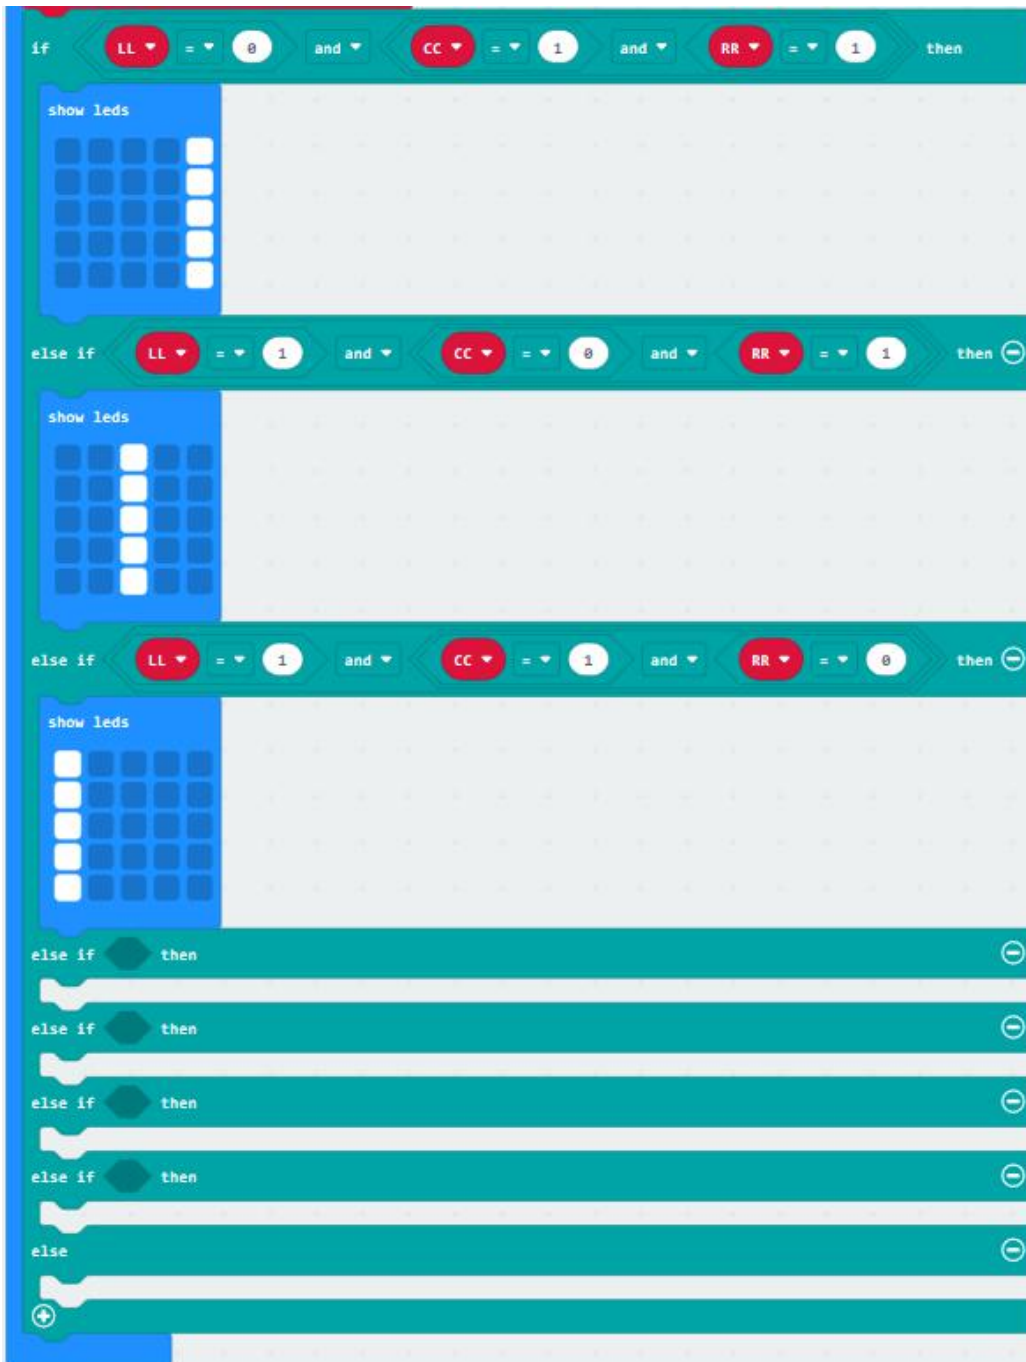 if LL = 0 and CC = 1 and RR = 1 then
show leds
else if LL = 1 and CC = 0 and RR = 1 then
show leds
else if LL = 1 and CC = 1 and RR = 0 then
show leds
else if then
else if then
else if then
else if then
else